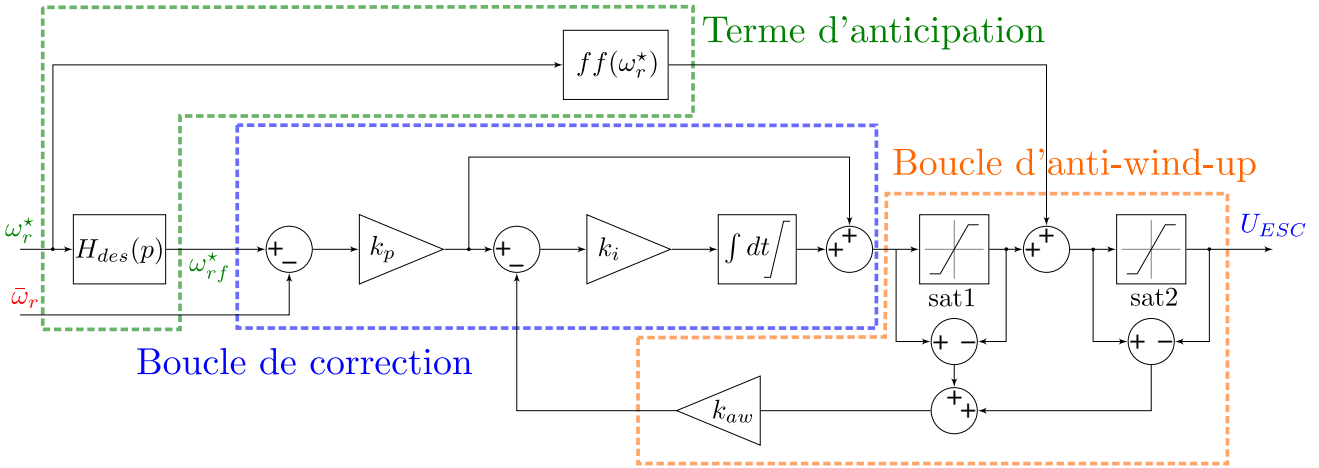 Terme d'anticipation
ff(ω_r^⋆)
Boucle d'anti-wind-up
ω_r^⋆
H_des(p)
ω_rf^⋆
+
−
k_p
+
−
k_i
∫ dt
+
+
sat1
+
+
sat2
U_ESC
ω̄_r
+ −
+ −
Boucle de correction
k_aw
+
+